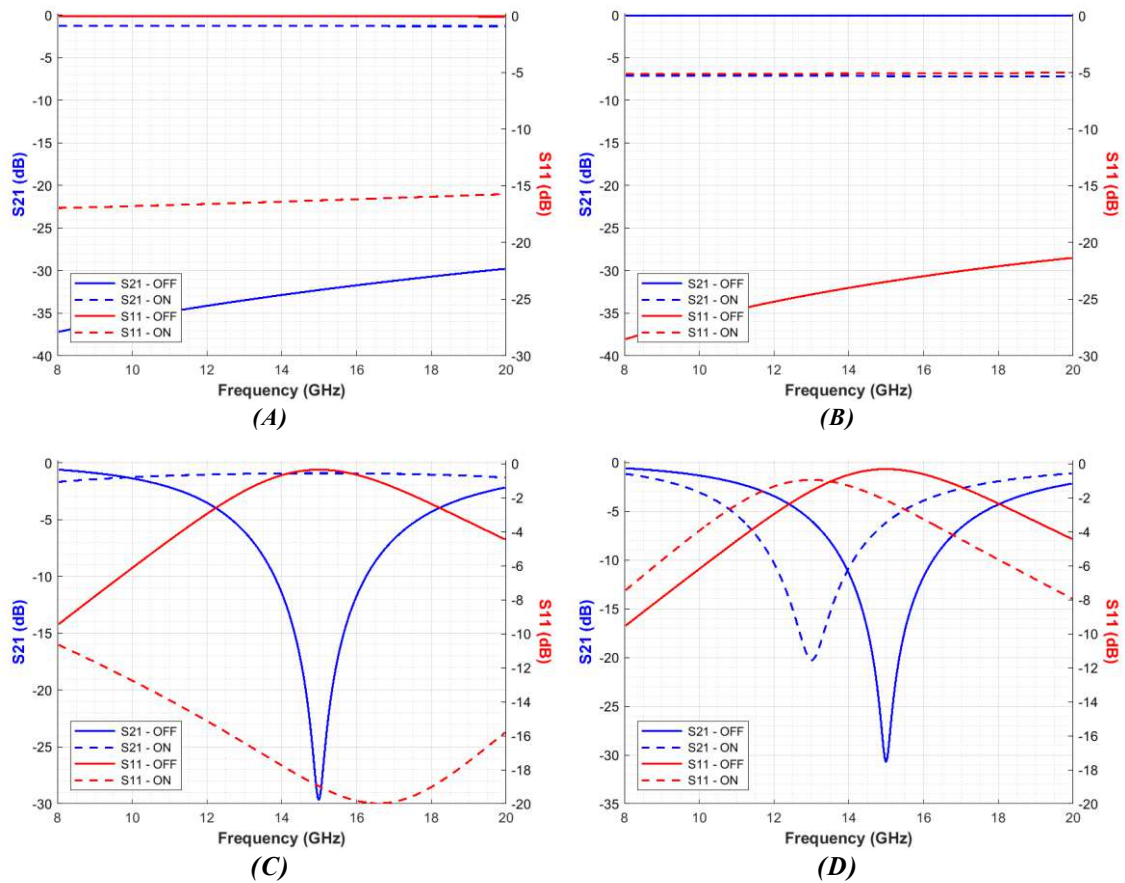 0
-5
-10
-15
-20
-25
-30
-35
-40
S21 (dB)
0
-5
-10
-15
-20
-25
-30
S11 (dB)
S21 - OFF
S21 - ON
S11 - OFF
S11 - ON
8 10 12 14 16 18 20
Frequency (GHz)
(A)
0
-5
-10
-15
-20
-25
-30
-35
-40
S21 (dB)
0
-5
-10
-15
-20
-25
-30
S11 (dB)
S21 - OFF
S21 - ON
S11 - OFF
S11 - ON
8 10 12 14 16 18 20
Frequency (GHz)
(B)
0
-5
-10
-15
-20
-25
-30
S21 (dB)
0
-2
-4
-6
-8
-10
-12
-14
-16
-18
-20
S11 (dB)
S21 - OFF
S21 - ON
S11 - OFF
S11 - ON
8 10 12 14 16 18 20
Frequency (GHz)
(C)
0
-5
-10
-15
-20
-25
-30
-35
S21 (dB)
0
-2
-4
-6
-8
-10
-12
-14
-16
-18
-20
S11 (dB)
S21 - OFF
S21 - ON
S11 - OFF
S11 - ON
8 10 12 14 16 18 20
Frequency (GHz)
(D)